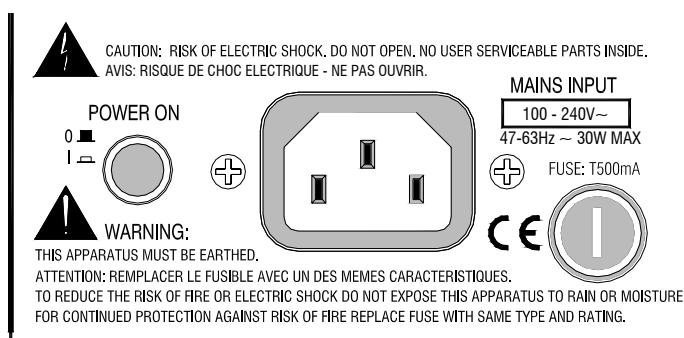 CAUTION: RISK OF ELECTRIC SHOCK. DO NOT OPEN. NO USER SERVICEABLE PARTS INSIDE.
AVIS: RISQUE DE CHOC ELECTRIQUE - NE PAS OUVRIR.
MAINS INPUT
100 - 240V~
47-63Hz ~ 30W MAX
POWER ON
0
I
FUSE: T500mA
CE
WARNING:
THIS APPARATUS MUST BE EARTHED.
ATTENTION: REMPLACER LE FUSIBLE AVEC UN DES MEMES CARACTERISTIQUES.
TO REDUCE THE RISK OF FIRE OR ELECTRIC SHOCK DO NOT EXPOSE THIS APPARATUS TO RAIN OR MOISTURE
FOR CONTINUED PROTECTION AGAINST RISK OF FIRE REPLACE FUSE WITH SAME TYPE AND RATING.